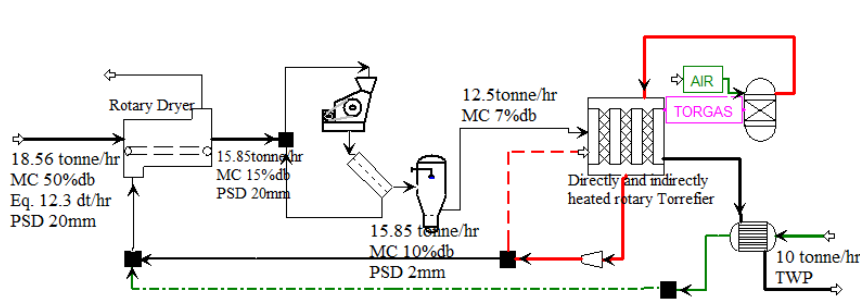 Rotary Dryer
18.56 tonne/hr
MC 50%db
Eq. 12.3 dt/hr
PSD 20mm
15.85tonne/hr
MC 15%db
PSD 20mm
15.85 tonne/hr
MC 10%db
PSD 2mm
12.5tonne/hr
MC 7%db
AIR
TORGAS
Directly and indirectly
heated rotary Torrefier
10 tonne/hr
TWP